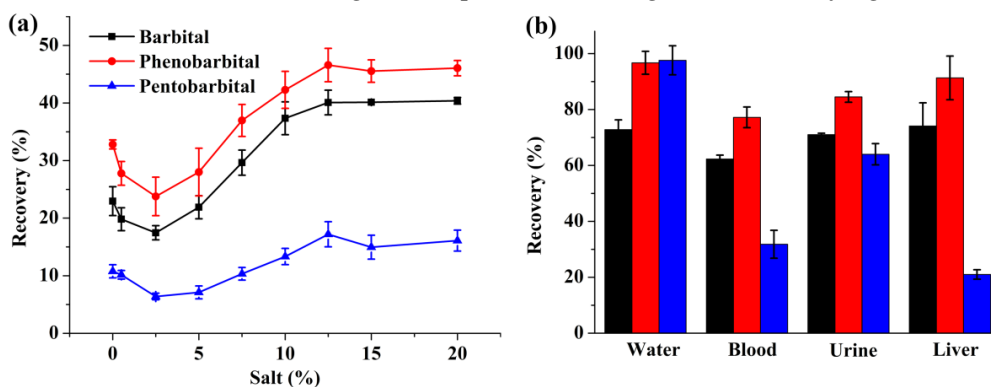 (a)
Barbital
Phenobarbital
Pentobarbital
50
40
30
20
10
0
Recovery (%)
0 5 10 15 20
Salt (%)
(b)
100
80
60
40
20
0
Recovery (%)
Water Blood Urine Liver